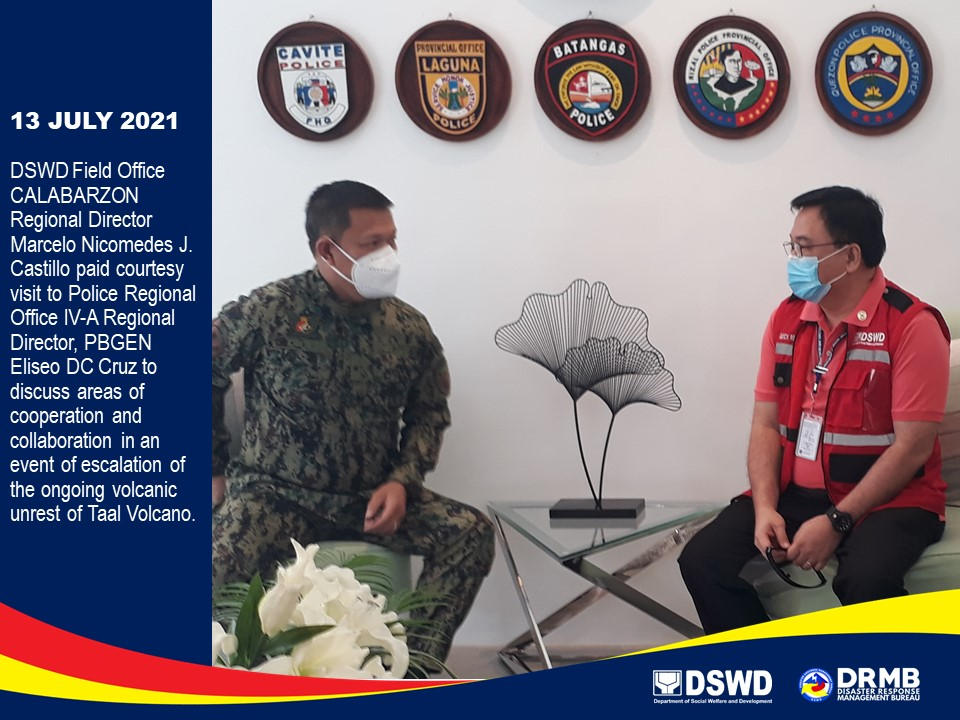 13 JULY 2021
DSWD Field Office
CALABARZON
Regional Director
Marcelo Nicomedes J.
Castillo paid courtesy
visit to Police Regional
Office IV-A Regional
Director, PBGEN
Eliseo DC Cruz to
discuss areas of
cooperation and
collaboration in an
event of escalation of
the ongoing volcanic
unrest of Taal Volcano.
CAVITE
POLICE
PHQ
PROVINCIAL OFFICE
LAGUNA
HONOR
JUSTICE
POLICE
BATANGAS
POLICE
RIZAL POLICE PROVINCIAL OFFICE
QUEZON POLICE PROVINCIAL OFFICE
DSWD
DSWD
Department of Social Welfare and Development
DRMB
DISASTER RESPONSE
MANAGEMENT BUREAU